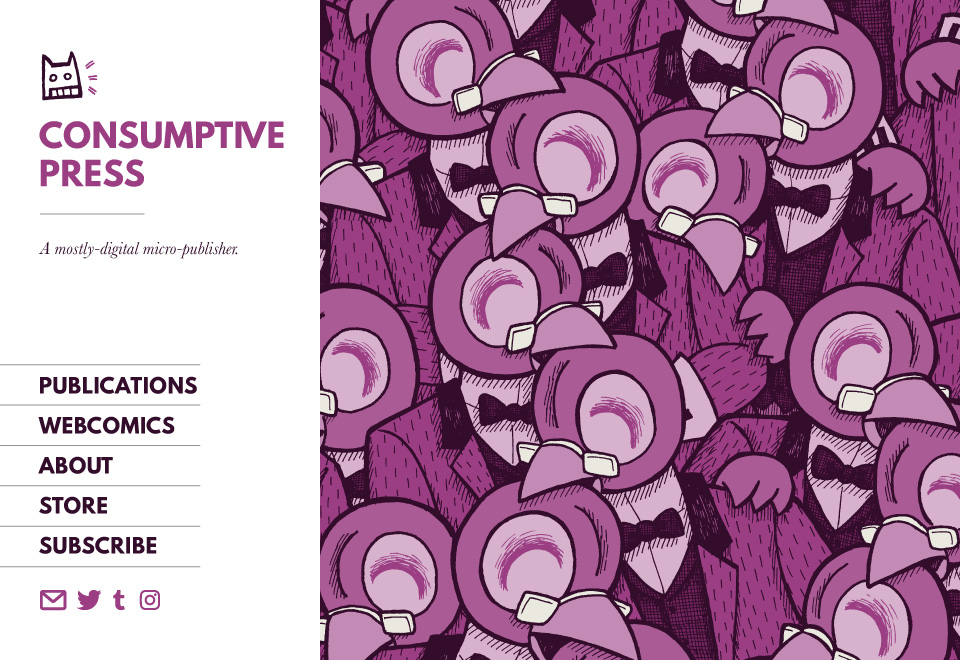 CONSUMPTIVE
PRESS
A mostly-digital micro-publisher.
PUBLICATIONS
WEBCOMICS
ABOUT
STORE
SUBSCRIBE